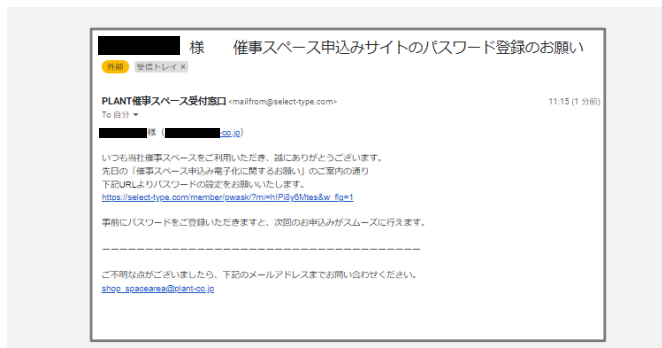 様 催事スペース申込みサイトのパスワード登録のお願い
外部 受信トレイ ×
PLANT催事スペース受付窓口 <mailfrom@select-type.com> 11:15 (1 分前)
To 自分
様（ -co.jp）
いつも当社催事スペースをご利用いただき、誠にありがとうございます。
先日の「催事スペース申込み電子化に関するお願い」のご案内の通り
下記URLよりパスワードの設定をお願いいたします。
https://select-type.com/member/pwask/?mi=hIPi8y6Mtes&w_flg=1
事前にパスワードをご登録いただきますと、次回のお申込みがスムーズに行えます。
ーーーーーーーーーーーーーーーーーーーーーーーーーーーーーーーーーーーー
ご不明な点がございましたら、下記のメールアドレスまでお問い合わせください。
shop_spacearea@plant-co.jp